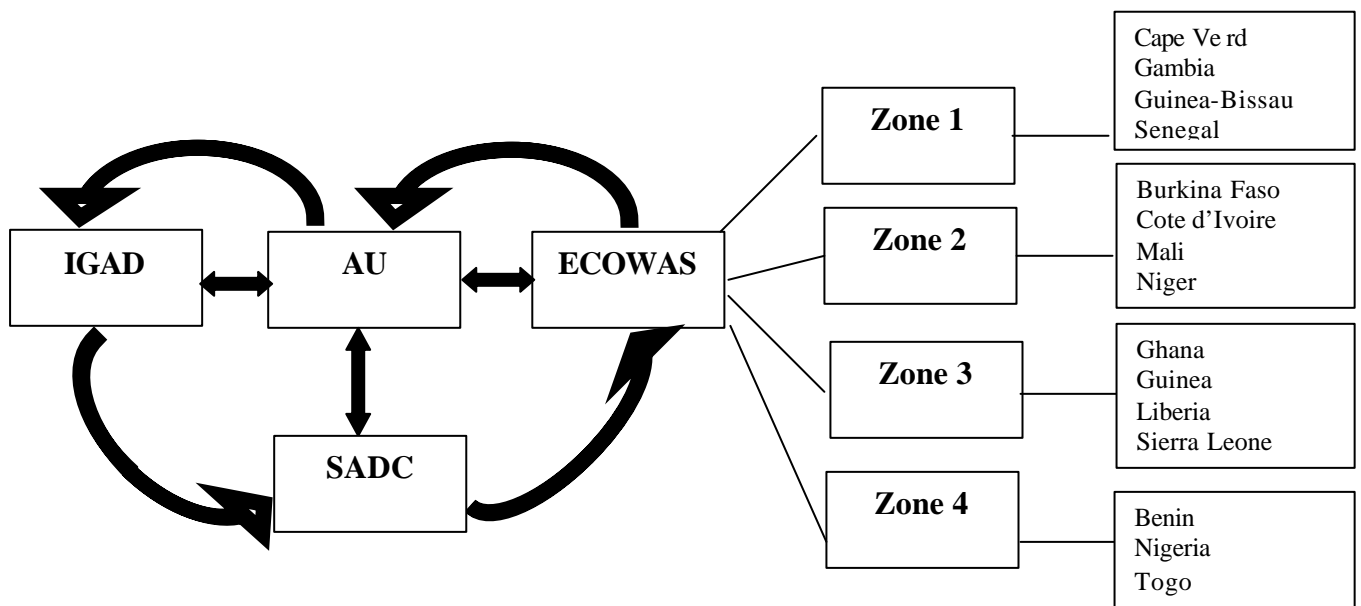 IGAD
AU
ECOWAS
SADC
Zone 1
Cape Ve rd
Gambia
Guinea-Bissau
Senegal
Zone 2
Burkina Faso
Cote d’Ivoire
Mali
Niger
Zone 3
Ghana
Guinea
Liberia
Sierra Leone
Zone 4
Benin
Nigeria
Togo